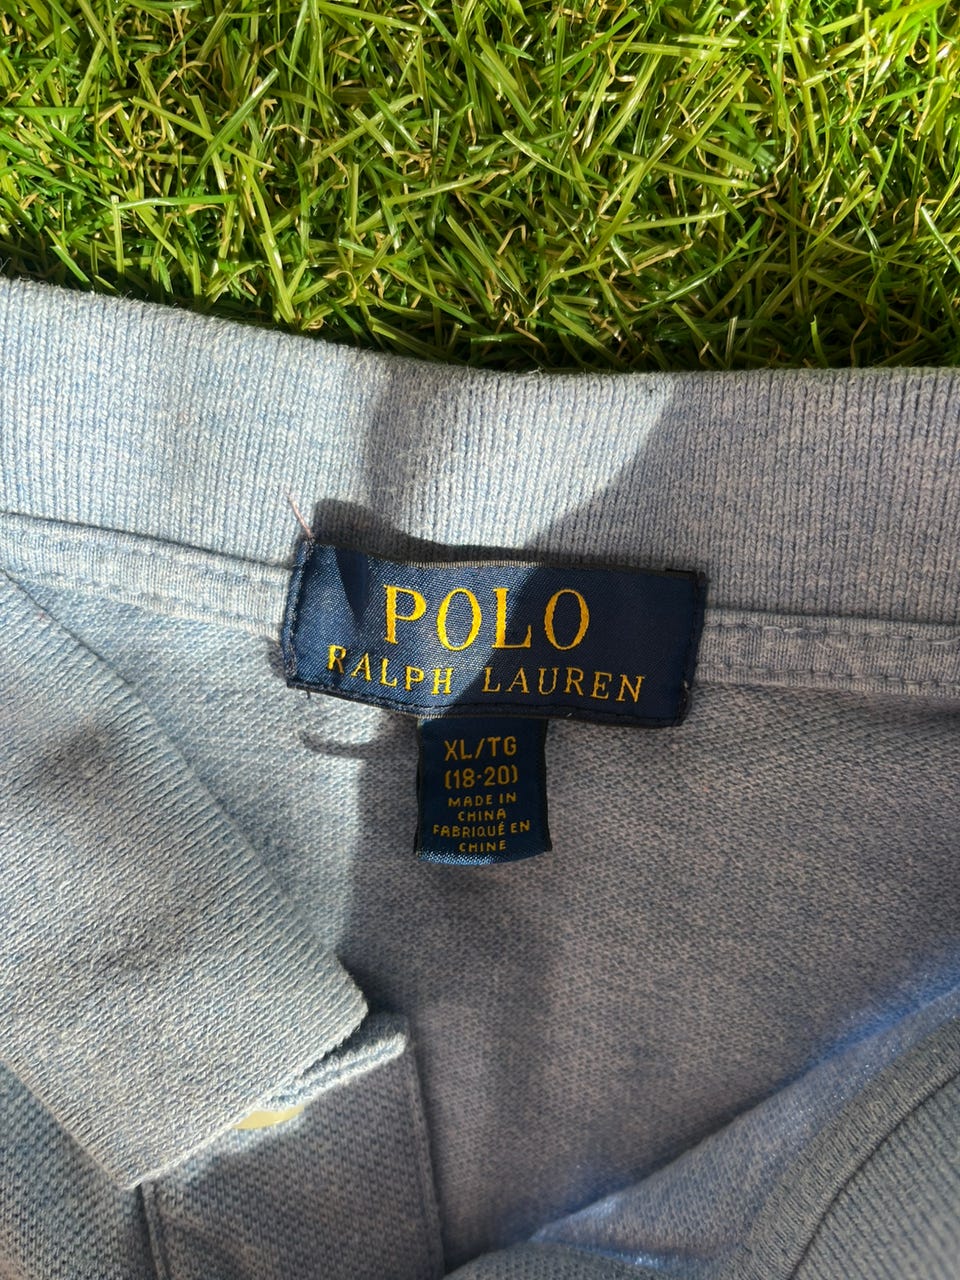 POLO
RALPH LAUREN
XL/TG
(18-20)
MADE IN
CHINA
FABRIQUÉ EN
CHINE